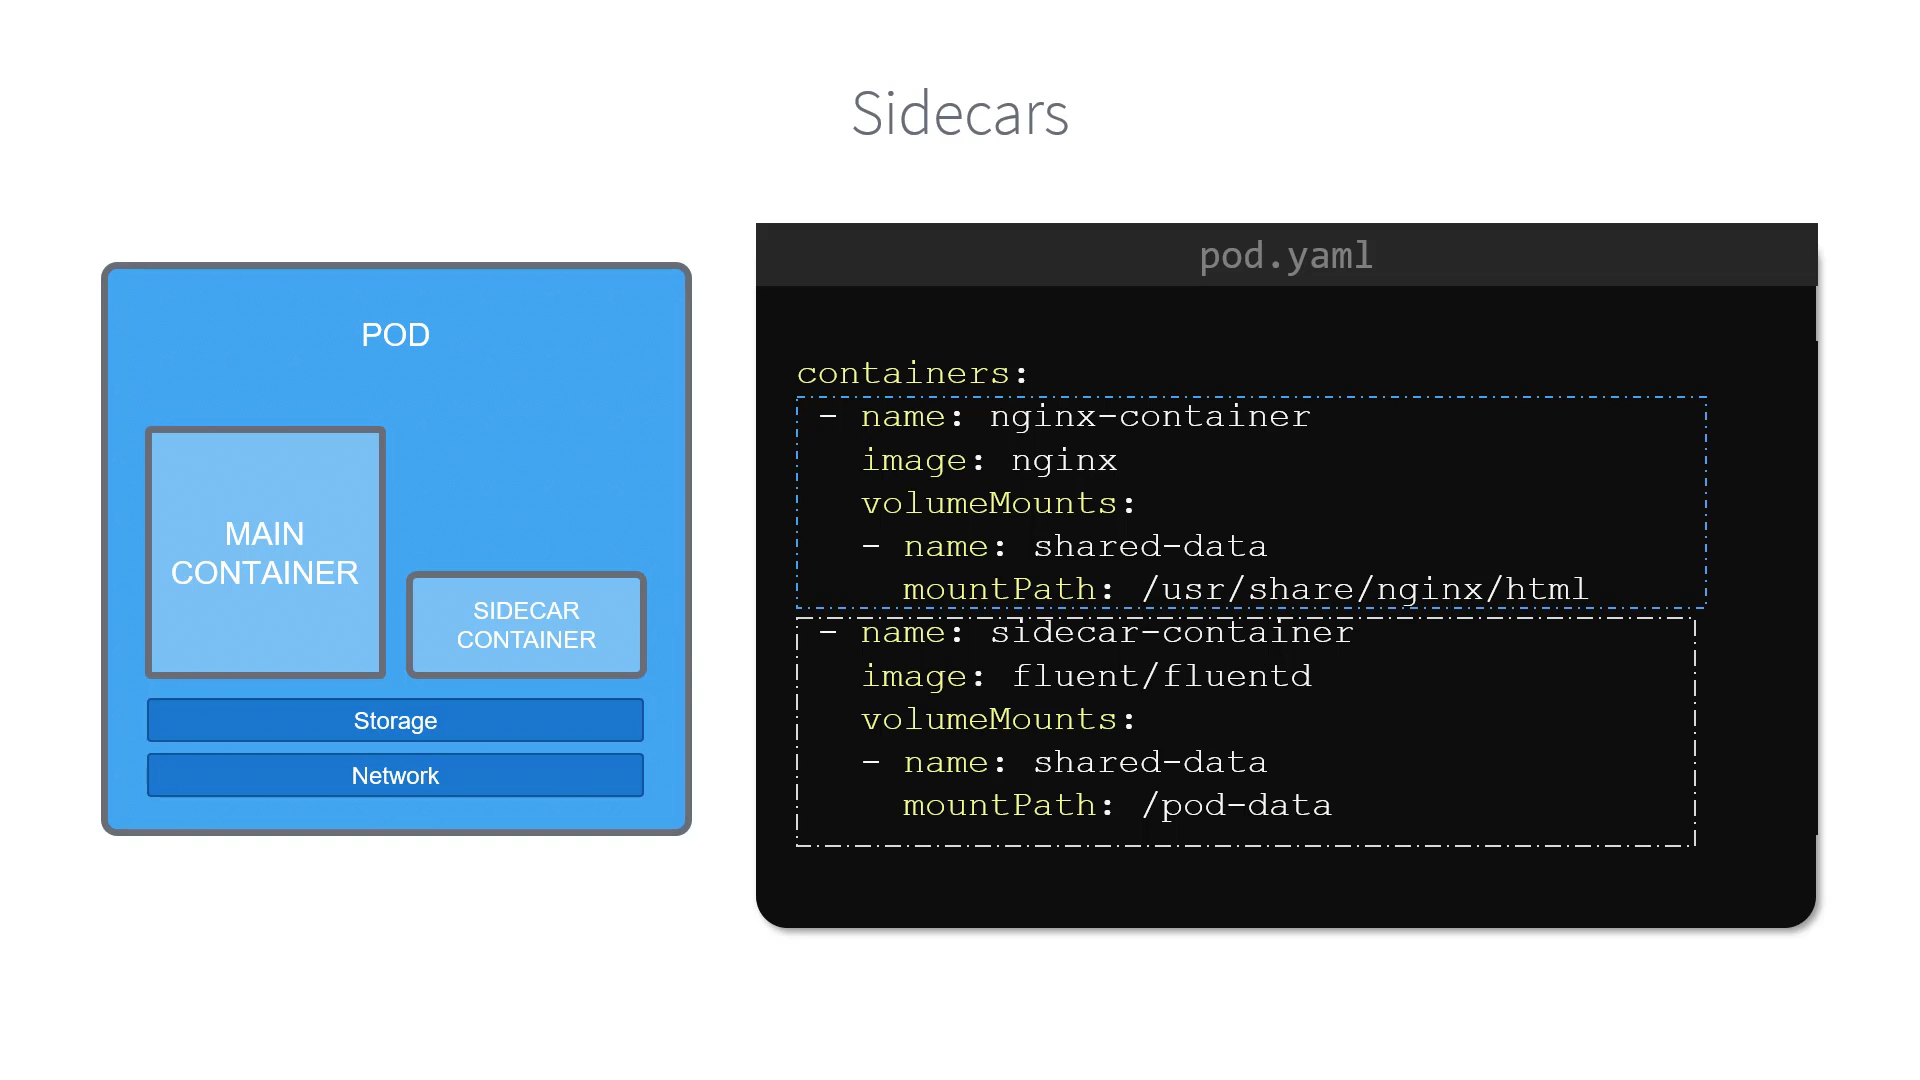 Sidecars
POD
MAIN
CONTAINER
SIDECAR
CONTAINER
Storage
Network
pod.yaml
containers:
- name: nginx-container
image: nginx
volumeMounts:
- name: shared-data
mountPath: /usr/share/nginx/html
- name: sidecar-container
image: fluent/fluentd
volumeMounts:
- name: shared-data
mountPath: /pod-data